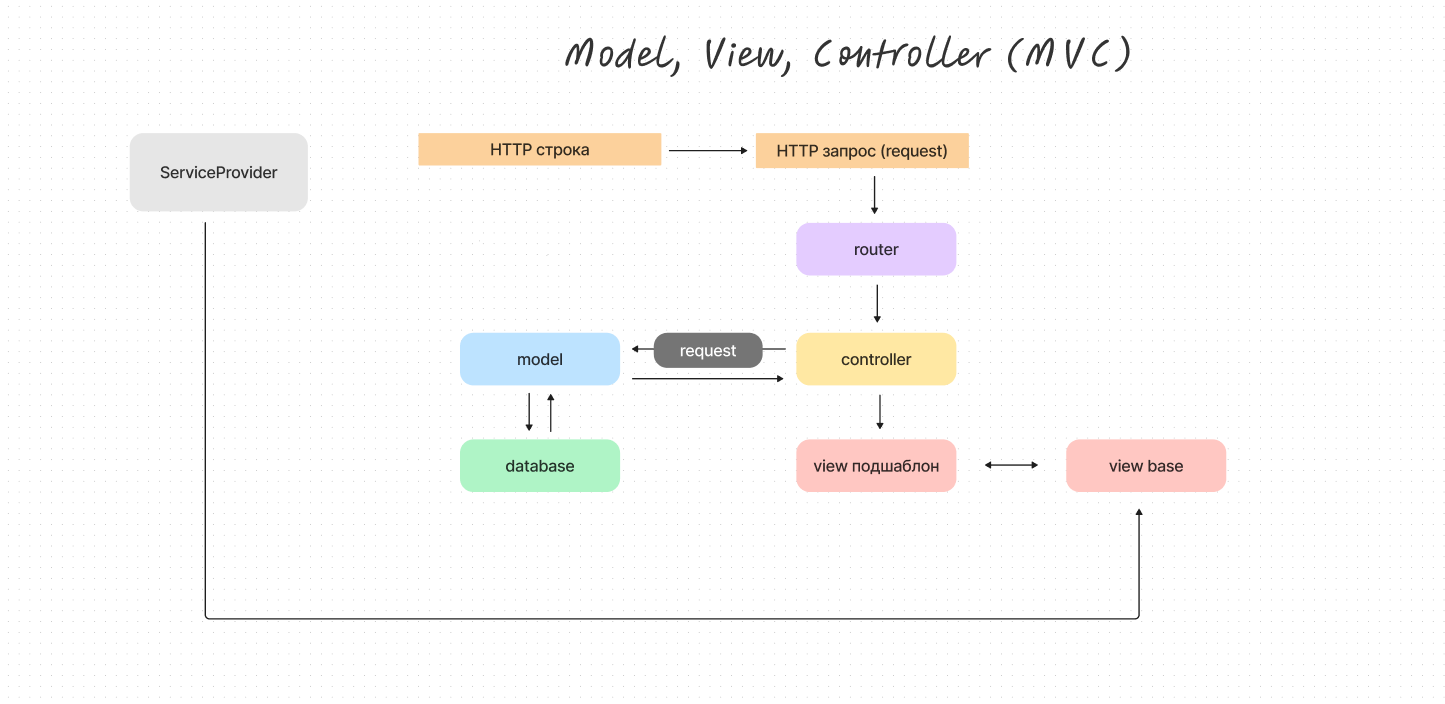 Model, View, Controller (MVC)
ServiceProvider
HTTP строка
HTTP запрос (request)
router
model
request
controller
database
view подшаблон
view base